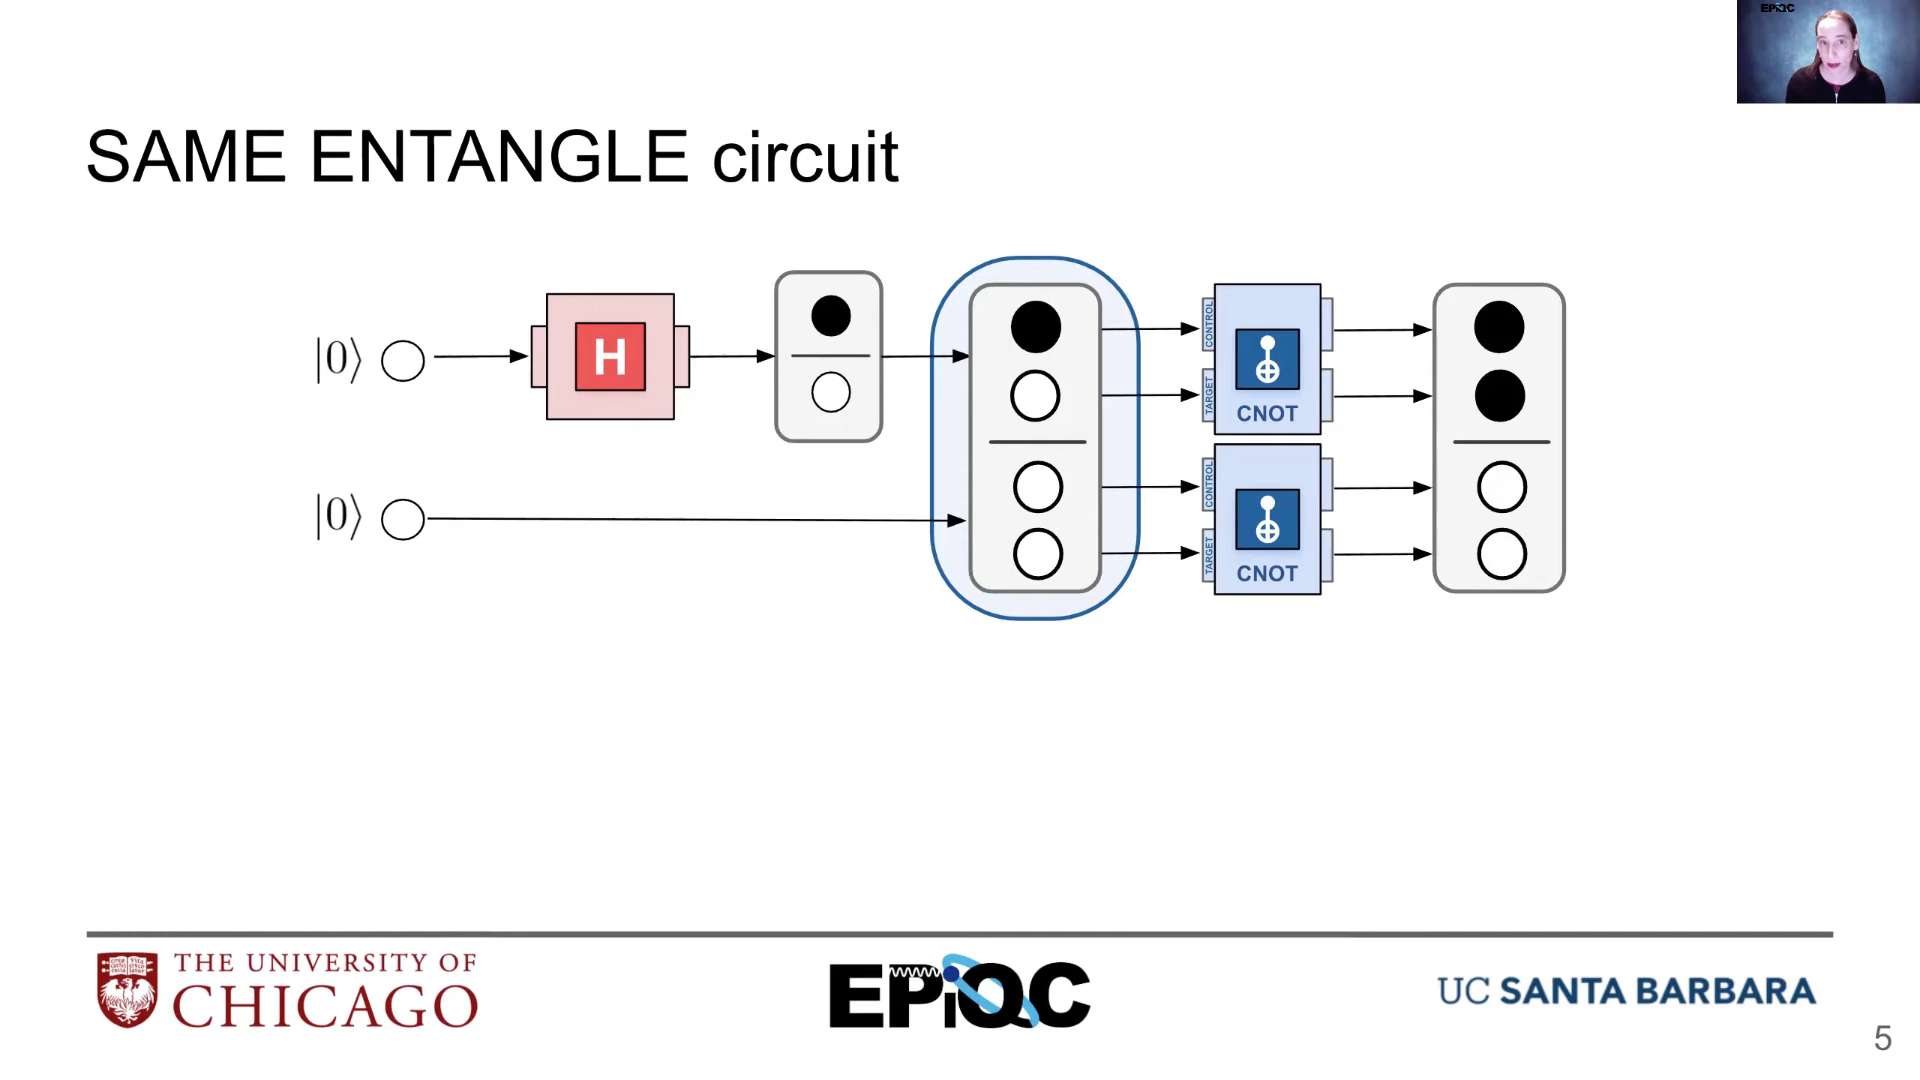 EPiQC
SAME ENTANGLE circuit
|0⟩
H
|0⟩
CONTROL
TARGET
CNOT
CONTROL
TARGET
CNOT
THE UNIVERSITY OF
CHICAGO
EPiQC
UC SANTA BARBARA
5